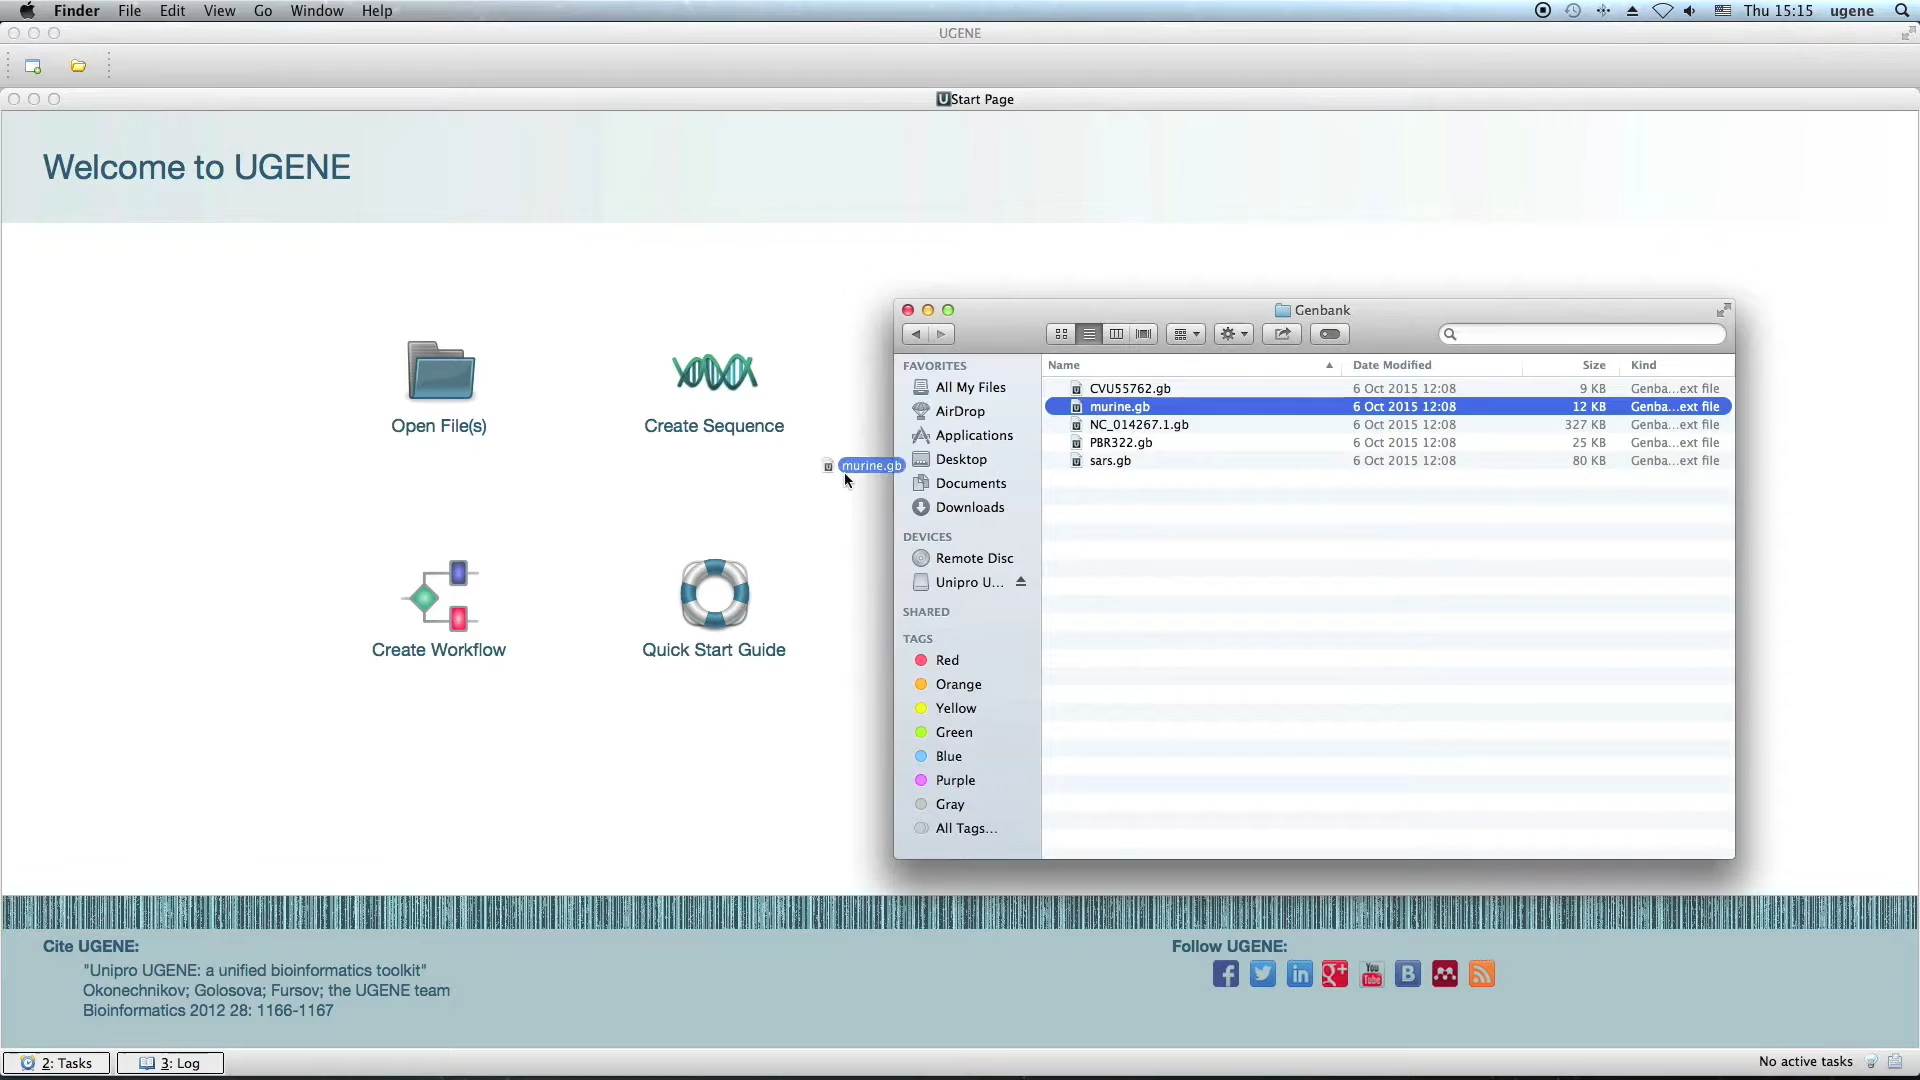 Finder File Edit View Go Window Help
Thu 15:15 ugene
UGENE
Start Page
Welcome to UGENE
Open File(s)
Create Sequence
Create Workflow
Quick Start Guide
murine.gb
Genbank
FAVORITES
All My Files
AirDrop
Applications
Desktop
Documents
Downloads
DEVICES
Remote Disc
Unipro U...
SHARED
TAGS
Red
Orange
Yellow
Green
Blue
Purple
Gray
All Tags...
Name Date Modified Size Kind
CVU55762.gb 6 Oct 2015 12:08 9 KB Genba...ext file
murine.gb 6 Oct 2015 12:08 12 KB Genba...ext file
NC_014267.1.gb 6 Oct 2015 12:08 327 KB Genba...ext file
PBR322.gb 6 Oct 2015 12:08 25 KB Genba...ext file
sars.gb 6 Oct 2015 12:08 80 KB Genba...ext file
Cite UGENE:
"Unipro UGENE: a unified bioinformatics toolkit"
Okonechnikov; Golosova; Fursov; the UGENE team
Bioinformatics 2012 28: 1166-1167
Follow UGENE:
You Tube
2: Tasks
3: Log
No active tasks